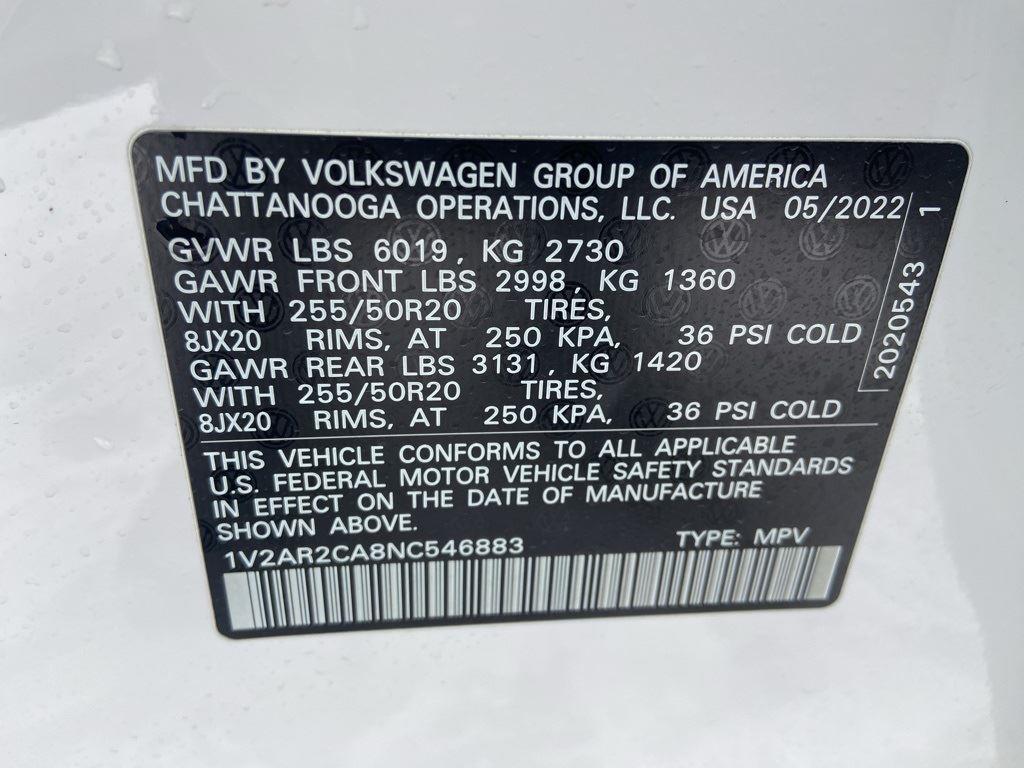 MFD BY VOLKSWAGEN GROUP OF AMERICA
CHATTANOOGA OPERATIONS, LLC. USA 05/2022
GVWR LBS 6019, KG 2730
GAWR FRONT LBS 2998, KG 1360
WITH 255/50R20 TIRES,
8JX20 RIMS, AT 250 KPA, 36 PSI COLD
GAWR REAR LBS 3131, KG 1420
WITH 255/50R20 TIRES,
8JX20 RIMS, AT 250 KPA, 36 PSI COLD
2020543 1
THIS VEHICLE CONFORMS TO ALL APPLICABLE
U.S. FEDERAL MOTOR VEHICLE SAFETY STANDARDS
IN EFFECT ON THE DATE OF MANUFACTURE
SHOWN ABOVE.
1V2AR2CA8NC546883 TYPE: MPV